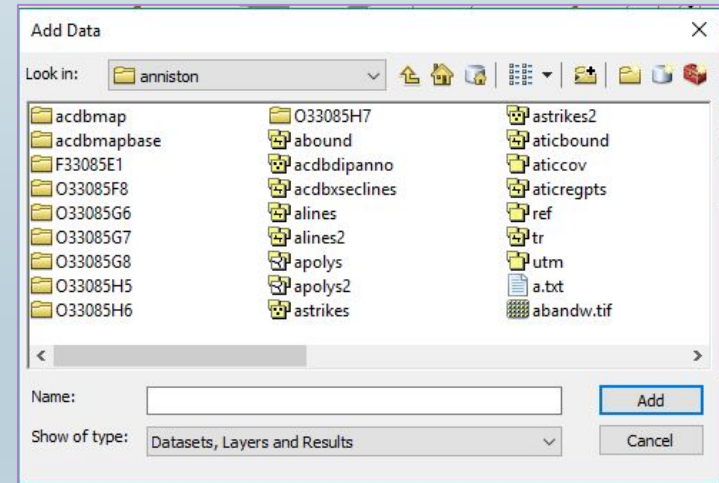 Add Data
Look in: anniston
acdbmap
acdbmapbase
F33085E1
O33085F8
O33085G6
O33085G7
O33085G8
O33085H5
O33085H6
O33085H7
abound
acdbdipanno
acdbxseclines
alines
alines2
apolys
apolys2
astrikes
astrikes2
aticbound
aticcov
aticregpts
ref
tr
utm
a.txt
abandw.tif
Name:
Add
Show of type: Datasets, Layers and Results
Cancel